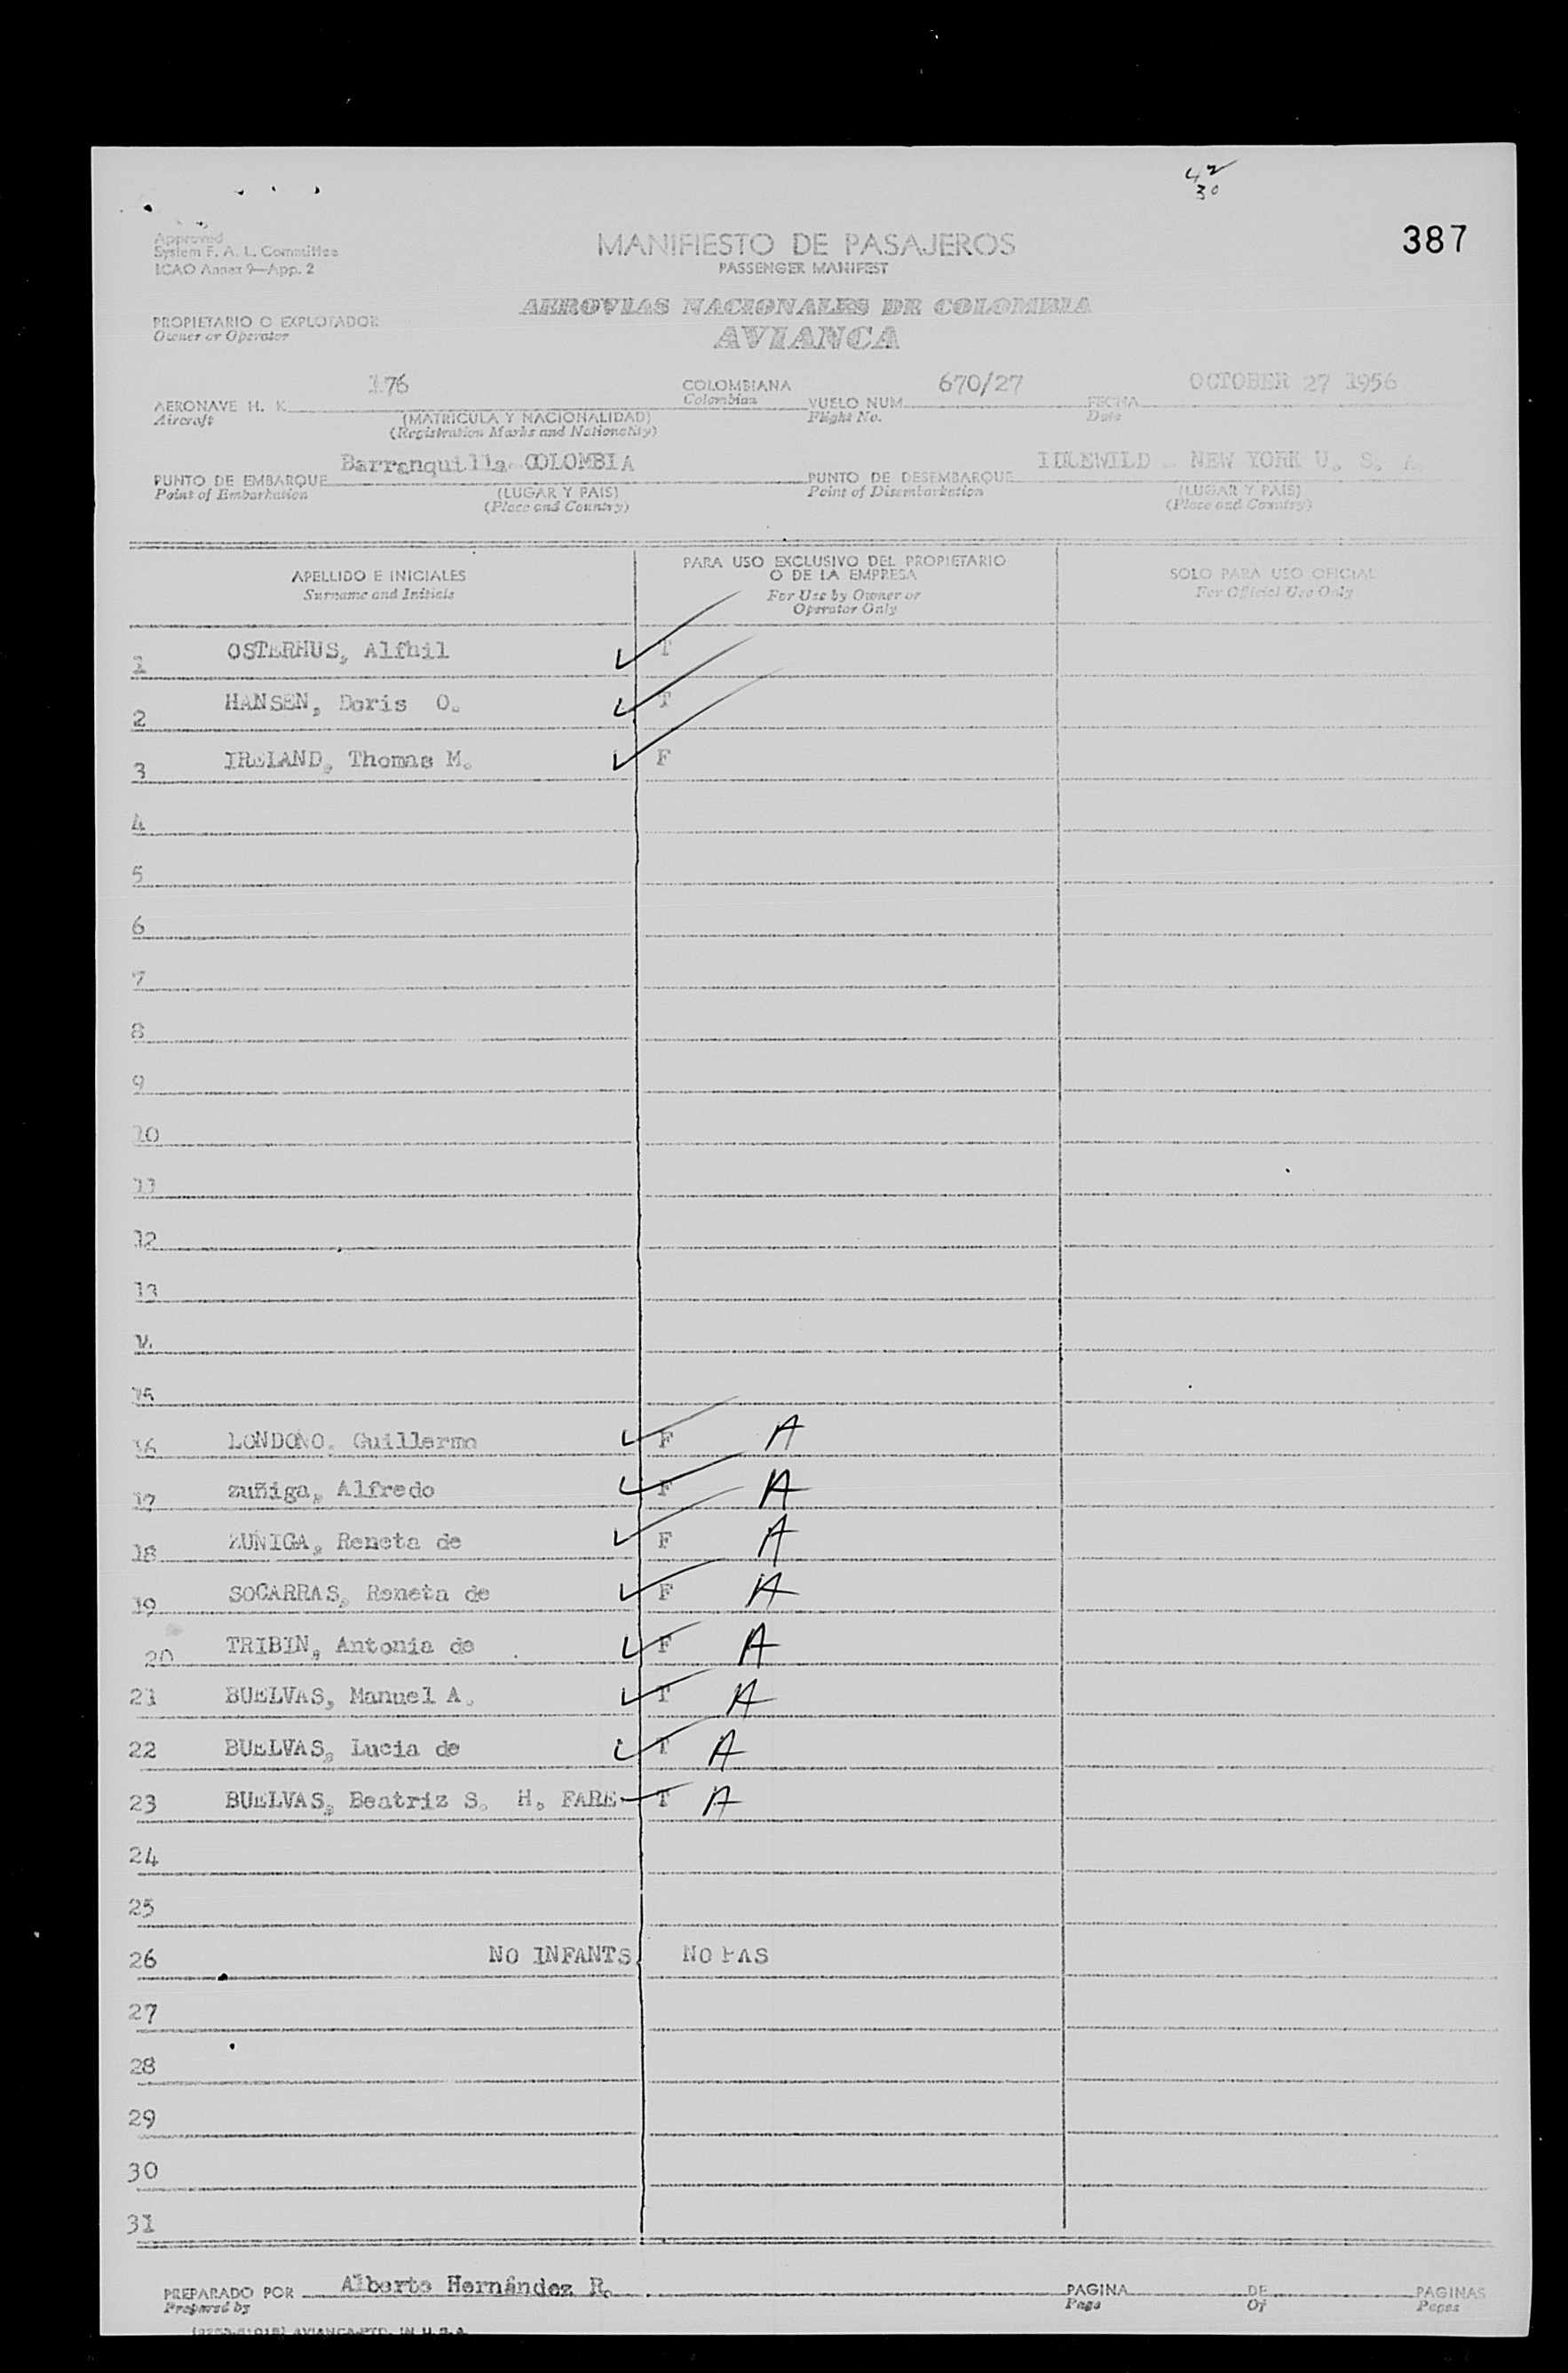 42
30
387
Approved
System F. A. L. Committee
ICAO Annex 9—App. 2
MANIFIESTO DE PASAJEROS
PASSENGER MANIFEST
AEROVIAS NACIONALES DE COLOMBIA
AVIANCA
PROPIETARIO O EXPLOTADOR
Owner or Operator
AERONAVE H. K. 176 COLOMBIANA VUELO NUM. 670/27 FECHA OCTOBER 27 1956
Aircraft (MATRICULA Y NACIONALIDAD) Colombian Flight No. Date
(Registration Marks and Nationality)
PUNTO DE EMBARQUE Barranquilla-COLOMBIA PUNTO DE DESEMBARQUE IDLEWILD - NEW YORK U. S. A.
Point of Embarkation (LUGAR Y PAIS) Point of Disembarkation (LUGAR Y PAIS)
(Place and Country) (Place and Country)
APELLIDO E INICIALES PARA USO EXCLUSIVO DEL PROPIETARIO SOLO PARA USO OFICIAL
Surname and Initials O DE LA EMPRESA For Official Use Only
For Use by Owner or
Operator Only
1 OSTERHUS, Alfhil T
2 HANSEN, Doris O. T
3 IRELAND, Thomas M. F
4
5
6
7
8
9
10
11
12
13
14
15
16 LONDONO, Guillermo F A
17 zuñiga, Alfredo F A
18 ZUÑIGA, Reneta de F A
19 SOCARRAS, Reneta de F A
20 TRIBIN, Antonia de F A
21 BUELVAS, Manuel A. T A
22 BUELVAS, Lucia de T A
23 BUELVAS, Beatriz S. H. FARE T A
24
25
26 NO INFANTS NO PAS
27
28
29
30
31
PREPARADO POR Alberto Hernández R. PAGINA DE PAGINAS
Prepared by Page Of Pages
AVIANCA-PTD. IN U. S. A.